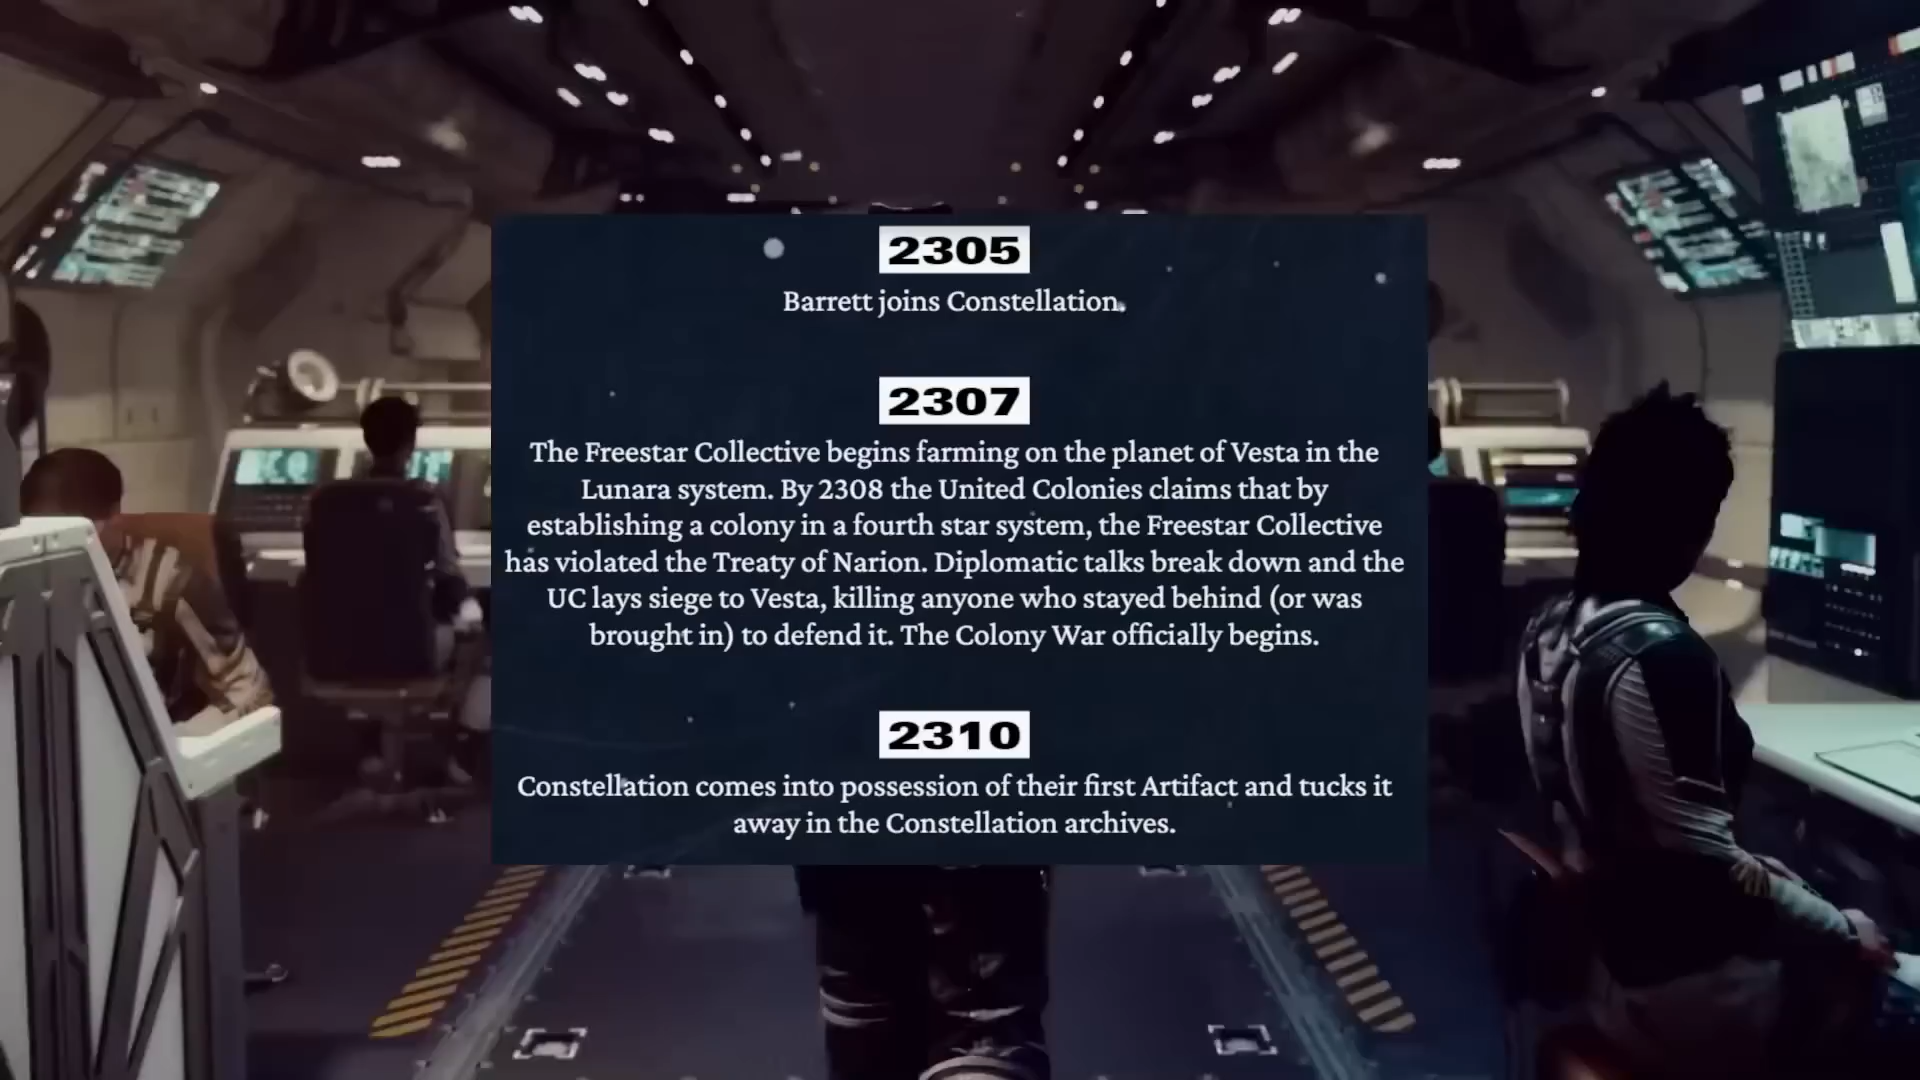 2305
Barrett joins Constellation.
2307
The Freestar Collective begins farming on the planet of Vesta in the
Lunara system. By 2308 the United Colonies claims that by
establishing a colony in a fourth star system, the Freestar Collective
has violated the Treaty of Narion. Diplomatic talks break down and the
UC lays siege to Vesta, killing anyone who stayed behind (or was
brought in) to defend it. The Colony War officially begins.
2310
Constellation comes into possession of their first Artifact and tucks it
away in the Constellation archives.